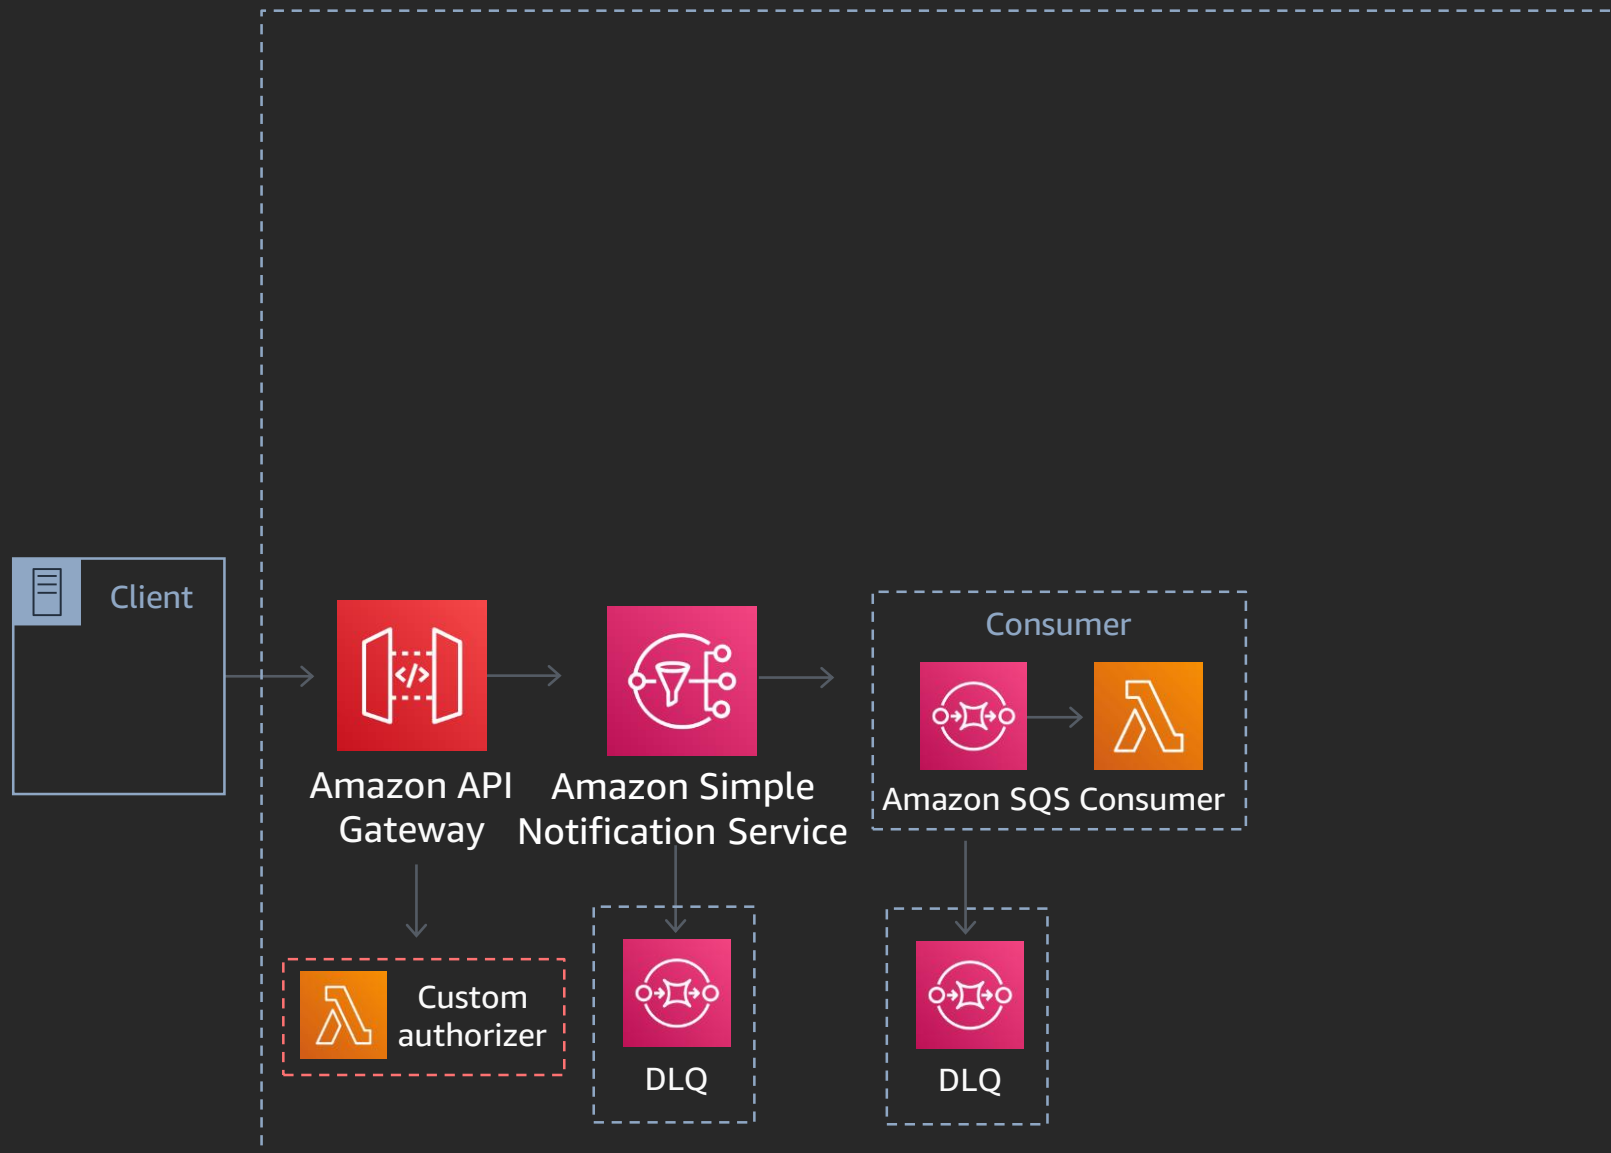 Client
Consumer
Amazon API
Gateway
Amazon Simple
Notification Service
Amazon SQS Consumer
Custom
authorizer
DLQ
DLQ